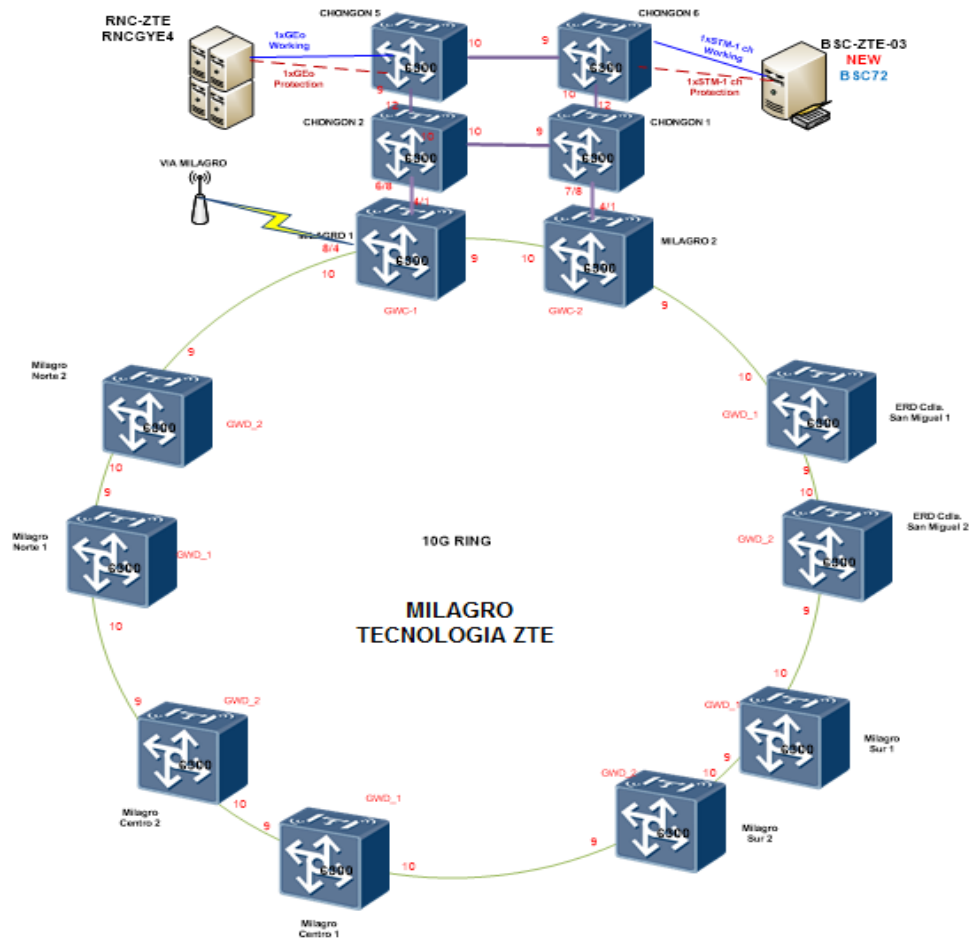 RNC-ZTE
RNCGYE4
1xGEo
Working
1xGEo
Protection
CHONGON 5
6900
10
9
CHONGON 6
6900
1xSTM-1 ch
Working
1xSTM-1 ch
Protection
BSC-ZTE-03
NEW
BSC72
9
12
10
12
CHONGON 2
10
6900
10
9
CHONGON 1
6900
VIA MILAGRO
6/8
4/1
7/8
4/1
MILAGRO 1
8/4
6900
10
9
10
6900
MILAGRO 2
GWC-1
GWC-2
9
9
Milagro
Norte 2
6900
GWD_2
10
10
GWD_1
6900
ERD Cdla.
San Miguel 1
9
9
10
Milagro
Norte 1
6900
GWD_1
10
10G RING
GWD_2
6900
ERD Cdla.
San Miguel 2
9
MILAGRO
TECNOLOGIA ZTE
9
GWD_2
6900
Milagro
Centro 2
10
10
GWD_1
6900
Milagro
Sur 1
9
9
GWD_1
6900
10
Milagro
Centro 1
GWD_2
10
6900
9
Milagro
Sur 2